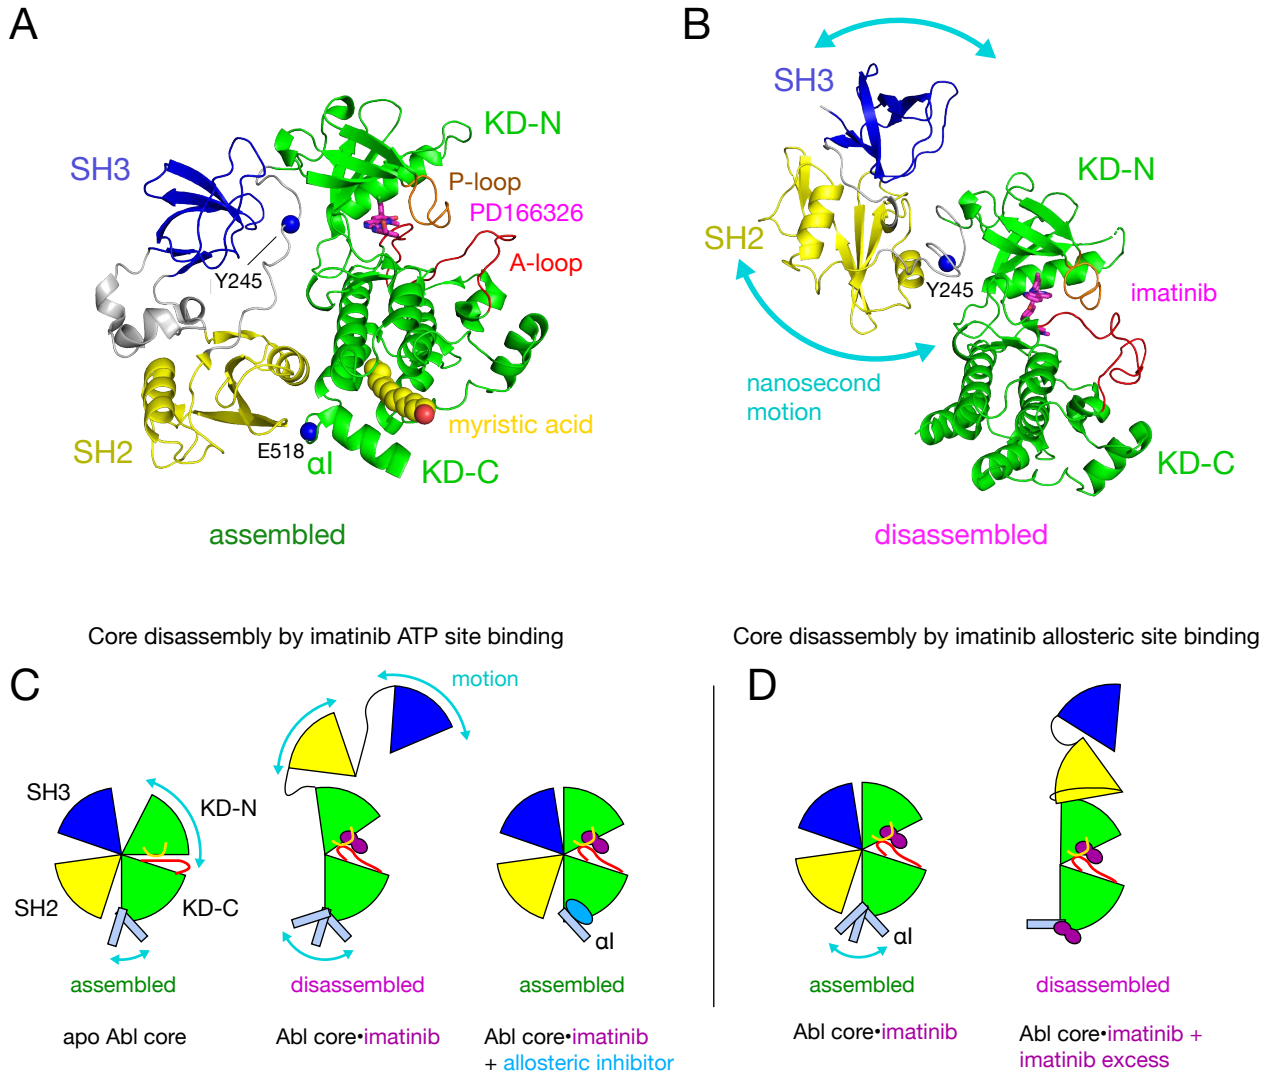 A
SH3
KD-N
P-loop
PD166326
A-loop
Y245
SH2
E518
αI
myristic acid
KD-C
assembled
B
SH3
KD-N
SH2
Y245
imatinib
nanosecond
motion
KD-C
disassembled
Core disassembly by imatinib ATP site binding
C
motion
SH3
KD-N
SH2
KD-C
αI
assembled
disassembled
assembled
apo Abl core
Abl core•imatinib
Abl core•imatinib
+ allosteric inhibitor
Core disassembly by imatinib allosteric site binding
D
αI
assembled
disassembled
Abl core•imatinib
Abl core•imatinib +
imatinib excess